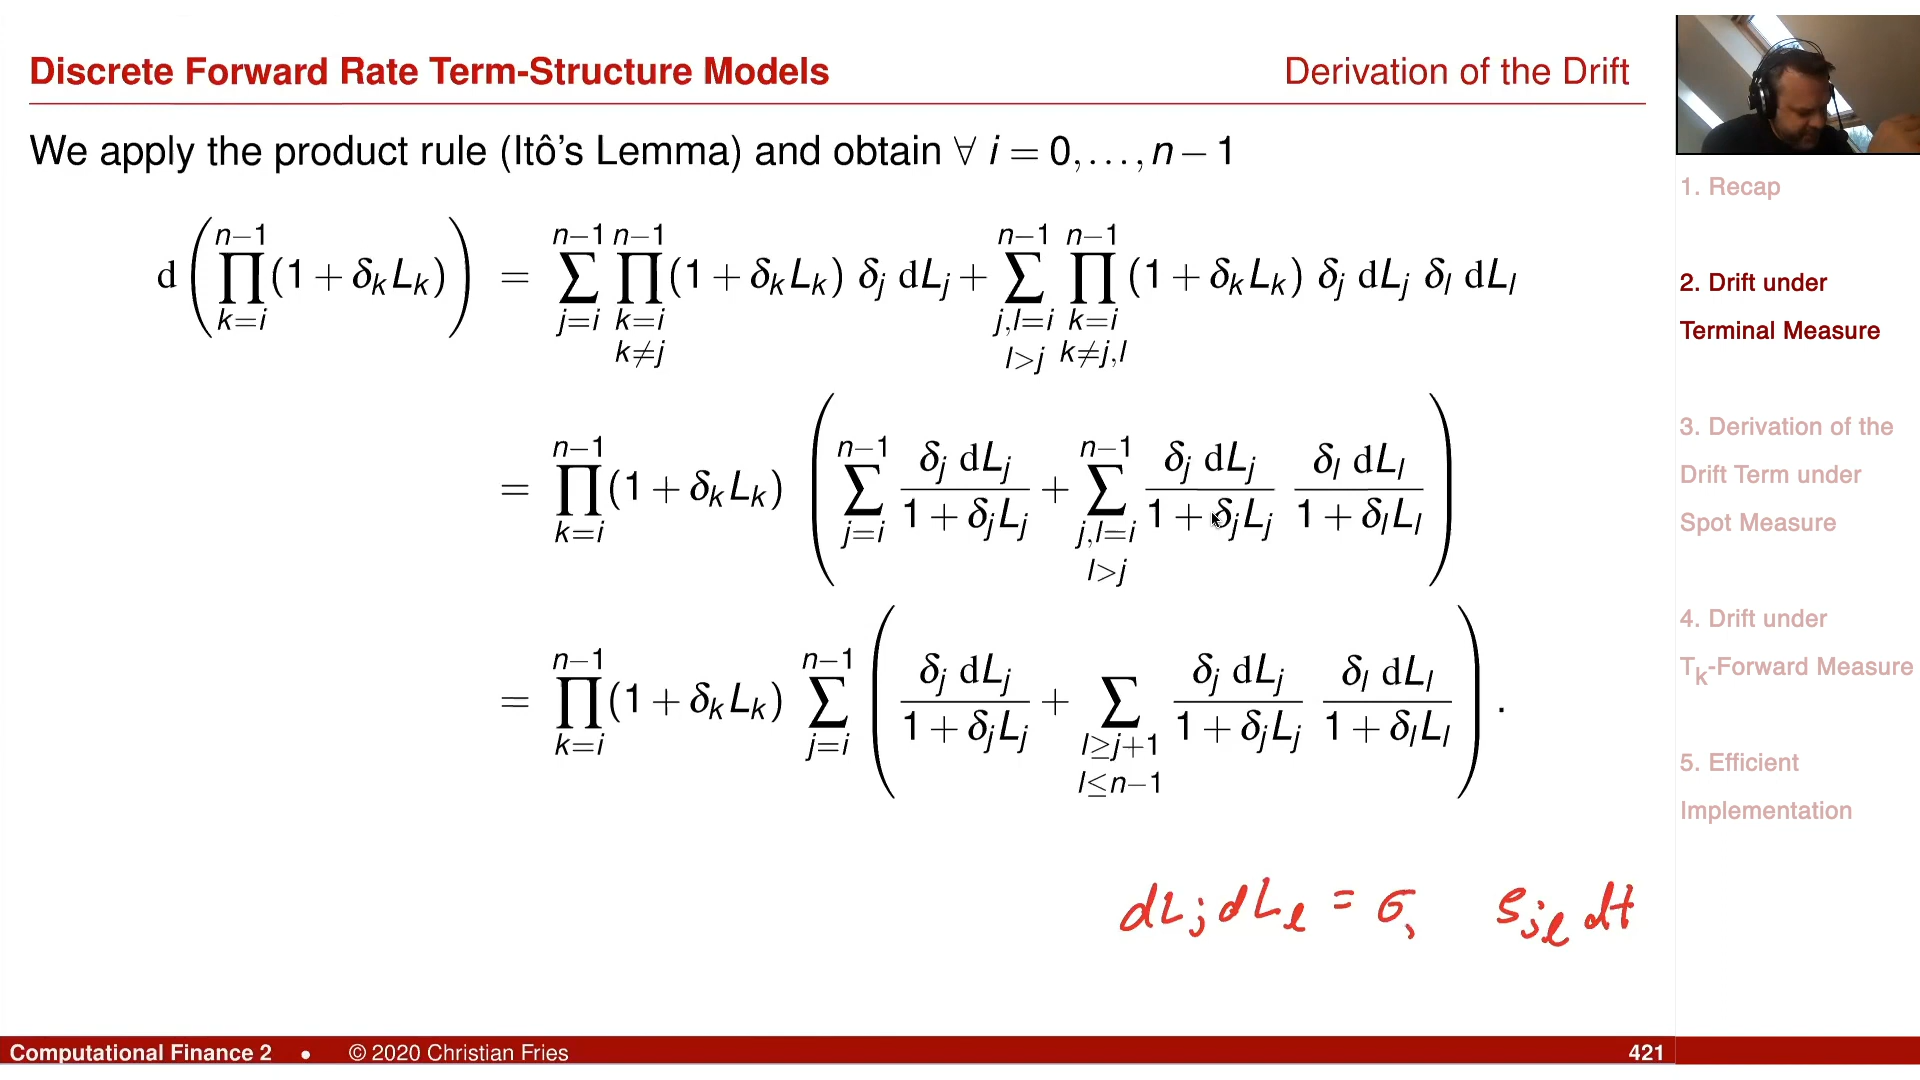 Discrete Forward Rate Term-Structure Models
Derivation of the Drift
We apply the product rule (Itô's Lemma) and obtain ∀ i = 0,…,n − 1
d(∏_{k=i}^{n−1}(1 + δ_k L_k)) = ∑_{j=i}^{n−1} ∏_{k=i, k≠j}^{n−1}(1 + δ_k L_k) δ_j dL_j + ∑_{j,l=i, l>j}^{n−1} ∏_{k=i, k≠j,l}^{n−1}(1 + δ_k L_k) δ_j dL_j δ_l dL_l
= ∏_{k=i}^{n−1}(1 + δ_k L_k) (∑_{j=i}^{n−1} (δ_j dL_j)/(1 + δ_j L_j) + ∑_{j,l=i, l>j}^{n−1} (δ_j dL_j)/(1 + δ_j L_j) (δ_l dL_l)/(1 + δ_l L_l))
= ∏_{k=i}^{n−1}(1 + δ_k L_k) ∑_{j=i}^{n−1} ((δ_j dL_j)/(1 + δ_j L_j) + ∑_{l≥j+1, l≤n−1} (δ_j dL_j)/(1 + δ_j L_j) (δ_l dL_l)/(1 + δ_l L_l)) .
dL_j dL_l = σ ρ_{jl} dt
Computational Finance 2 • © 2020 Christian Fries
421
1. Recap
2. Drift under
Terminal Measure
3. Derivation of the
Drift Term under
Spot Measure
4. Drift under
T_k-Forward Measure
5. Efficient
Implementation